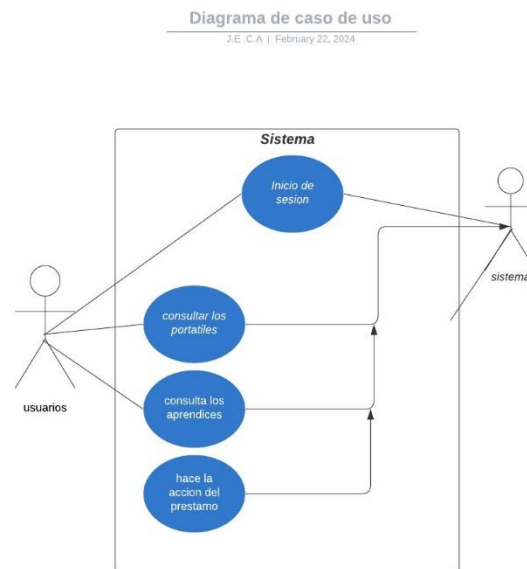 Diagrama de caso de uso
J.E .C.A | February 22, 2024
Sistema
Inicio de
sesion
sistema
consultar los
portatiles
usuarios
consulta los
aprendices
hace la
accion del
prestamo